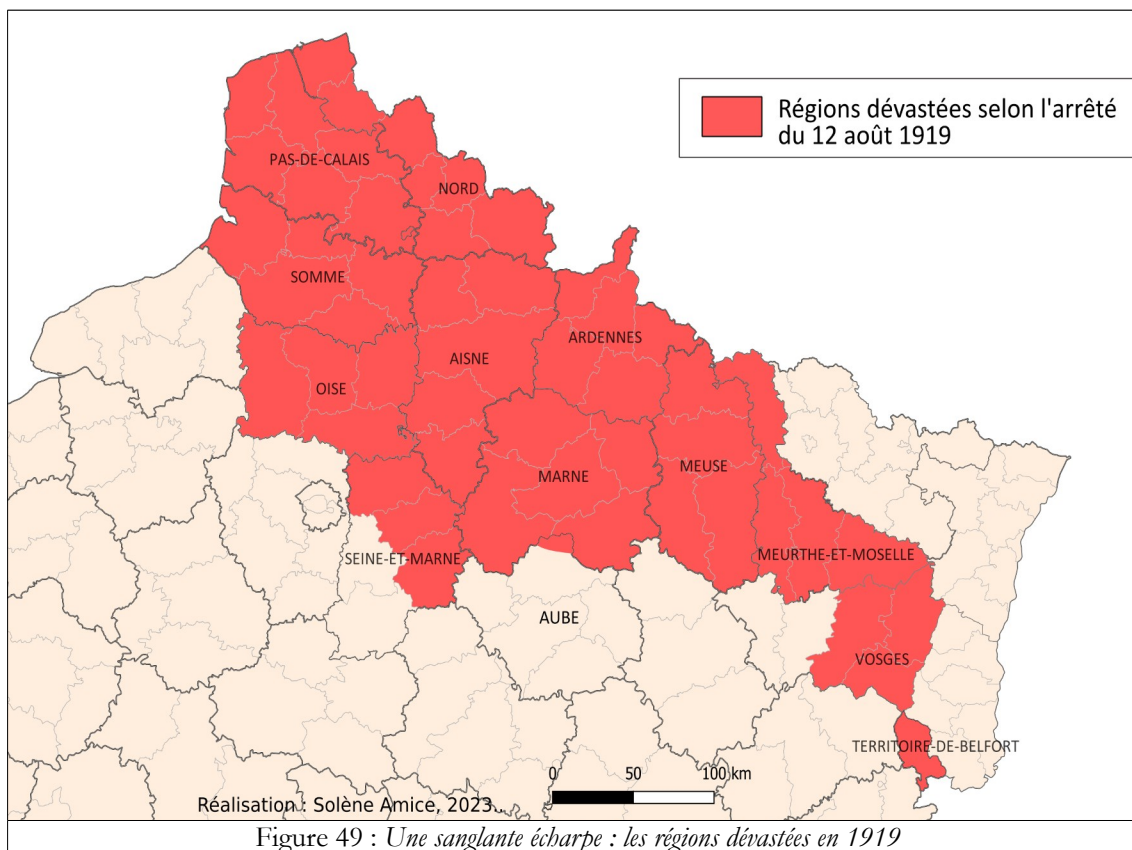 Régions dévastées selon l'arrêté
du 12 août 1919
PAS-DE-CALAIS
NORD
SOMME
ARDENNES
AISNE
OISE
MEUSE
MARNE
MEURTHE-ET-MOSELLE
SEINE-ET-MARNE
AUBE
VOSGES
TERRITOIRE-DE-BELFORT
0 50 100 km
Réalisation : Solène Amice, 2023..
Figure 49 : Une sanglante écharpe : les régions dévastées en 1919